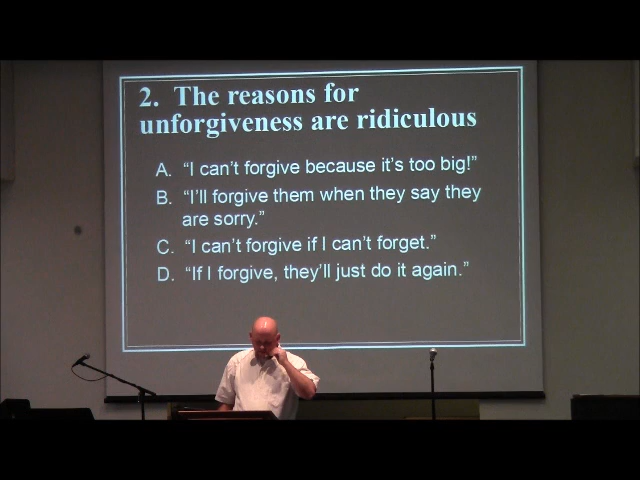 2. The reasons for
unforgiveness are ridiculous
A. “I can’t forgive because it’s too big!”
B. “I’ll forgive them when they say they
are sorry.”
C. “I can’t forgive if I can’t forget.”
D. “If I forgive, they’ll just do it again.”